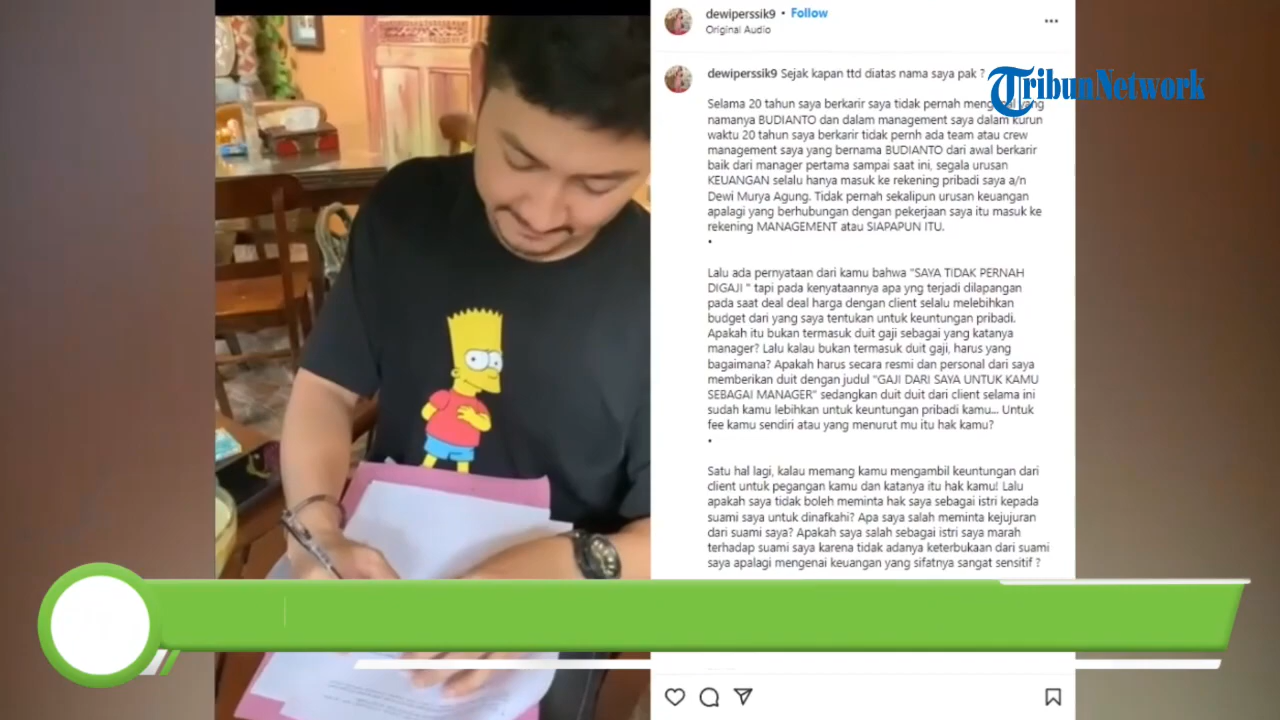 dewiperssik9 • Follow
Original Audio
dewiperssik9 Sejak kapan ttd diatas nama saya pak ?
TribunNetwork
Selama 20 tahun saya berkarir saya tidak pernah mengenal yang
namanya BUDIANTO dan dalam management saya dalam kurun
waktu 20 tahun saya berkarir tidak pernh ada team atau crew
management saya yang bernama BUDIANTO dari awal berkarir
baik dari manager pertama sampai saat ini, segala urusan
KEUANGAN selalu hanya masuk ke rekening pribadi saya a/n
Dewi Murya Agung. Tidak pernah sekalipun urusan keuangan
apalagi yang berhubungan dengan pekerjaan saya itu masuk ke
rekening MANAGEMENT atau SIAPAPUN ITU.
•
Lalu ada pernyataan dari kamu bahwa "SAYA TIDAK PERNAH
DIGAJI " tapi pada kenyataannya apa yng terjadi dilapangan
pada saat deal deal harga dengan client selalu melebihkan
budget dari yang saya tentukan untuk keuntungan pribadi.
Apakah itu bukan termasuk duit gaji sebagai yang katanya
manager? Lalu kalau bukan termasuk duit gaji, harus yang
bagaimana? Apakah harus secara resmi dan personal dari saya
memberikan duit dengan judul "GAJI DARI SAYA UNTUK KAMU
SEBAGAI MANAGER" sedangkan duit duit dari client selama ini
sudah kamu lebihkan untuk keuntungan pribadi kamu... Untuk
fee kamu sendiri atau yang menurut mu itu hak kamu?
•
Satu hal lagi, kalau memang kamu mengambil keuntungan dari
client untuk pegangan kamu dan katanya itu hak kamu! Lalu
apakah saya tidak boleh meminta hak saya sebagai istri kepada
suami saya untuk dinafkahi? Apa saya salah meminta kejujuran
dari suami saya? Apakah saya salah sebagai istri saya marah
terhadap suami saya karena tidak adanya keterbukaan dari suami
saya apalagi mengenai keuangan yang sifatnya sangat sensitif ?